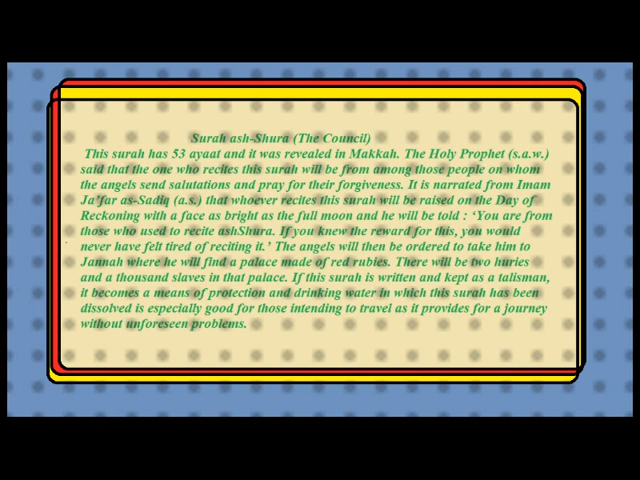 Surah ash-Shura (The Council)
This surah has 53 ayaat and it was revealed in Makkah. The Holy Prophet (s.a.w.)
said that the one who recites this surah will be from among those people on whom
the angels send salutations and pray for their forgiveness. It is narrated from Imam
Ja'far as-Sadiq (a.s.) that whoever recites this surah will be raised on the Day of
Reckoning with a face as bright as the full moon and he will be told : 'You are from
those who used to recite ashShura. If you knew the reward for this, you would
never have felt tired of reciting it.' The angels will then be ordered to take him to
Jannah where he will find a palace made of red rubies. There will be two huries
and a thousand slaves in that palace. If this surah is written and kept as a talisman,
it becomes a means of protection and drinking water in which this surah has been
dissolved is especially good for those intending to travel as it provides for a journey
without unforeseen problems.